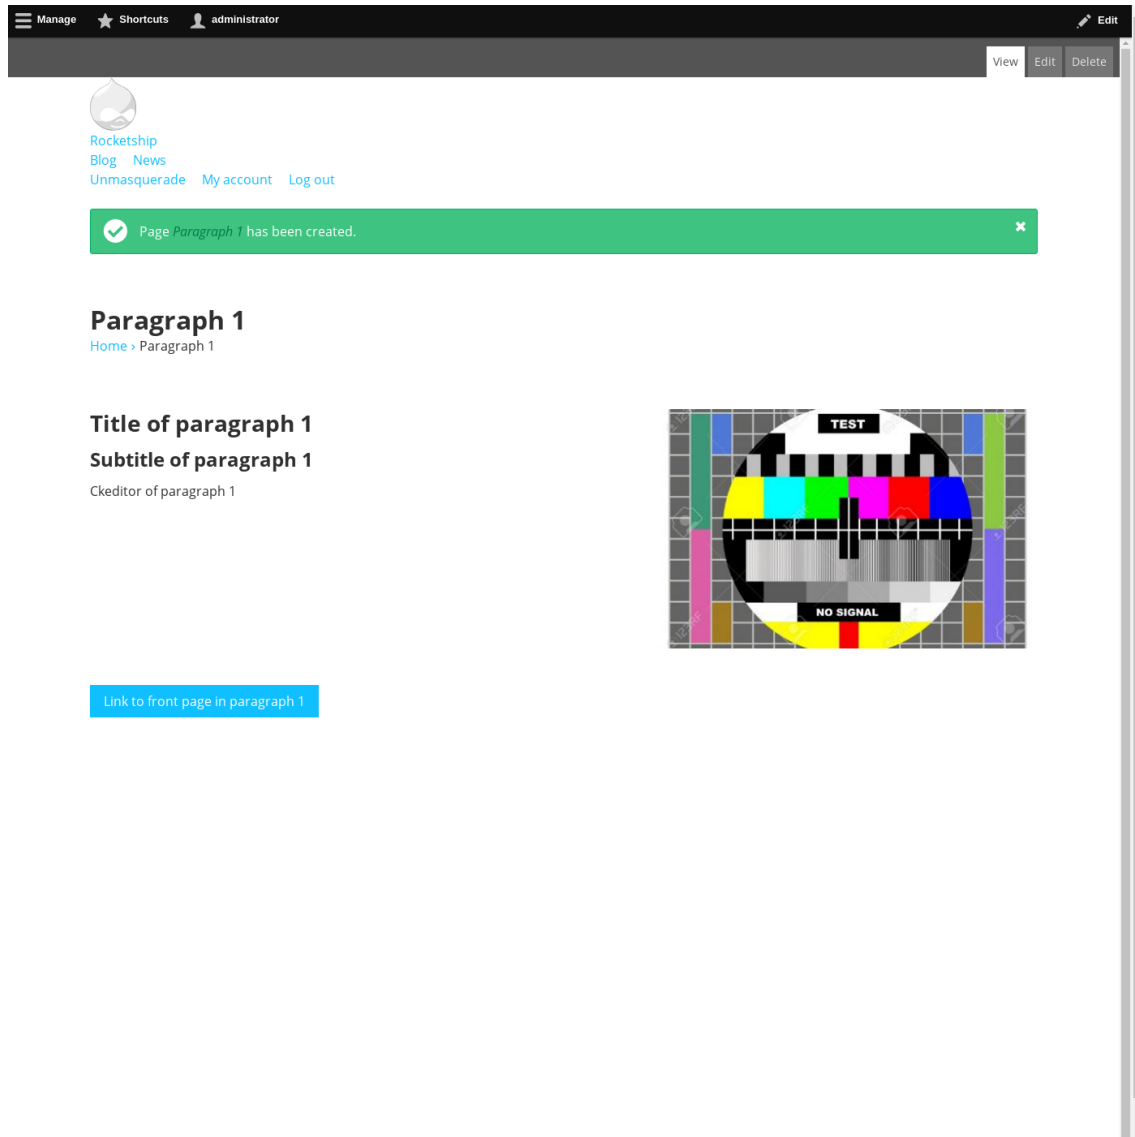 Manage Shortcuts administrator Edit
View Edit Delete
Rocketship
Blog News
Unmasquerade My account Log out
Page Paragraph 1 has been created.
Paragraph 1
Home › Paragraph 1
Title of paragraph 1
Subtitle of paragraph 1
Ckeditor of paragraph 1
TEST
NO SIGNAL
123RF
123RF
Link to front page in paragraph 1